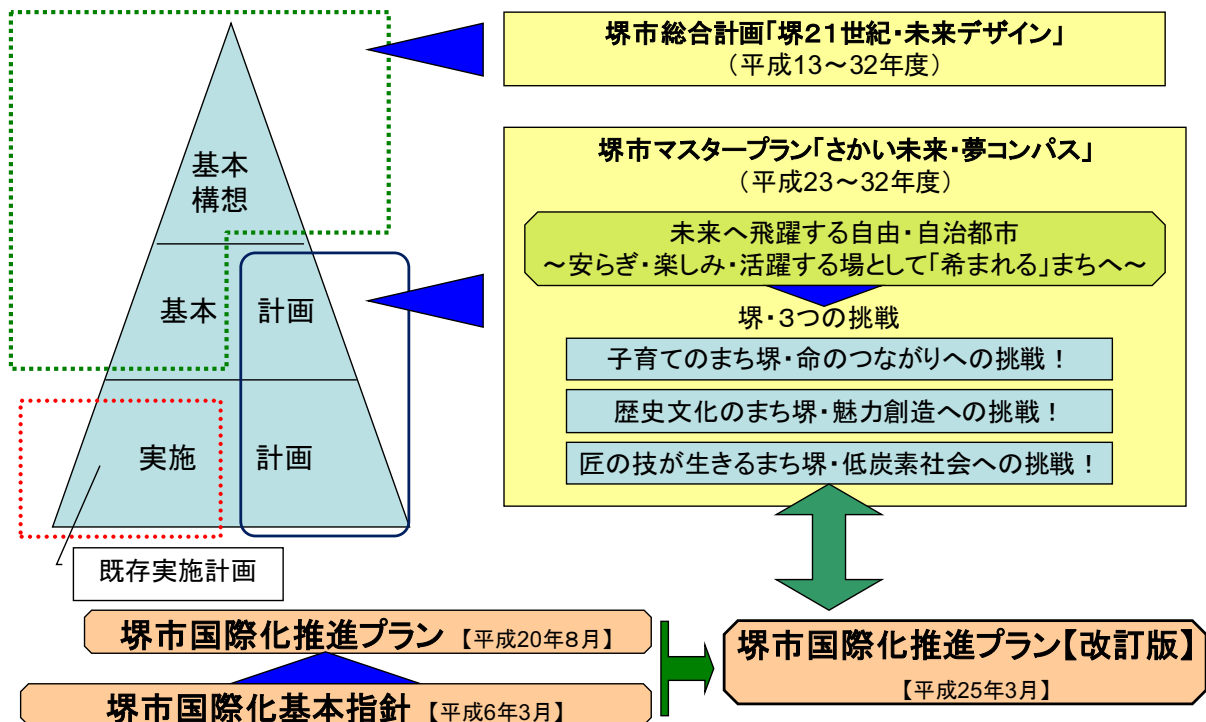 基本
構想
基本 計画
実施 計画
既存実施計画
堺市総合計画「堺２１世紀・未来デザイン」
（平成13～32年度）
堺市マスタープラン「さかい未来・夢コンパス」
（平成23～32年度）
未来へ飛躍する自由・自治都市
～安らぎ・楽しみ・活躍する場として「希まれる」まちへ～
堺・３つの挑戦
子育てのまち堺・命のつながりへの挑戦！
歴史文化のまち堺・魅力創造への挑戦！
匠の技が生きるまち堺・低炭素社会への挑戦！
堺市国際化推進プラン 【平成20年８月】
堺市国際化基本指針 【平成6年３月】
堺市国際化推進プラン【改訂版】
【平成25年３月】